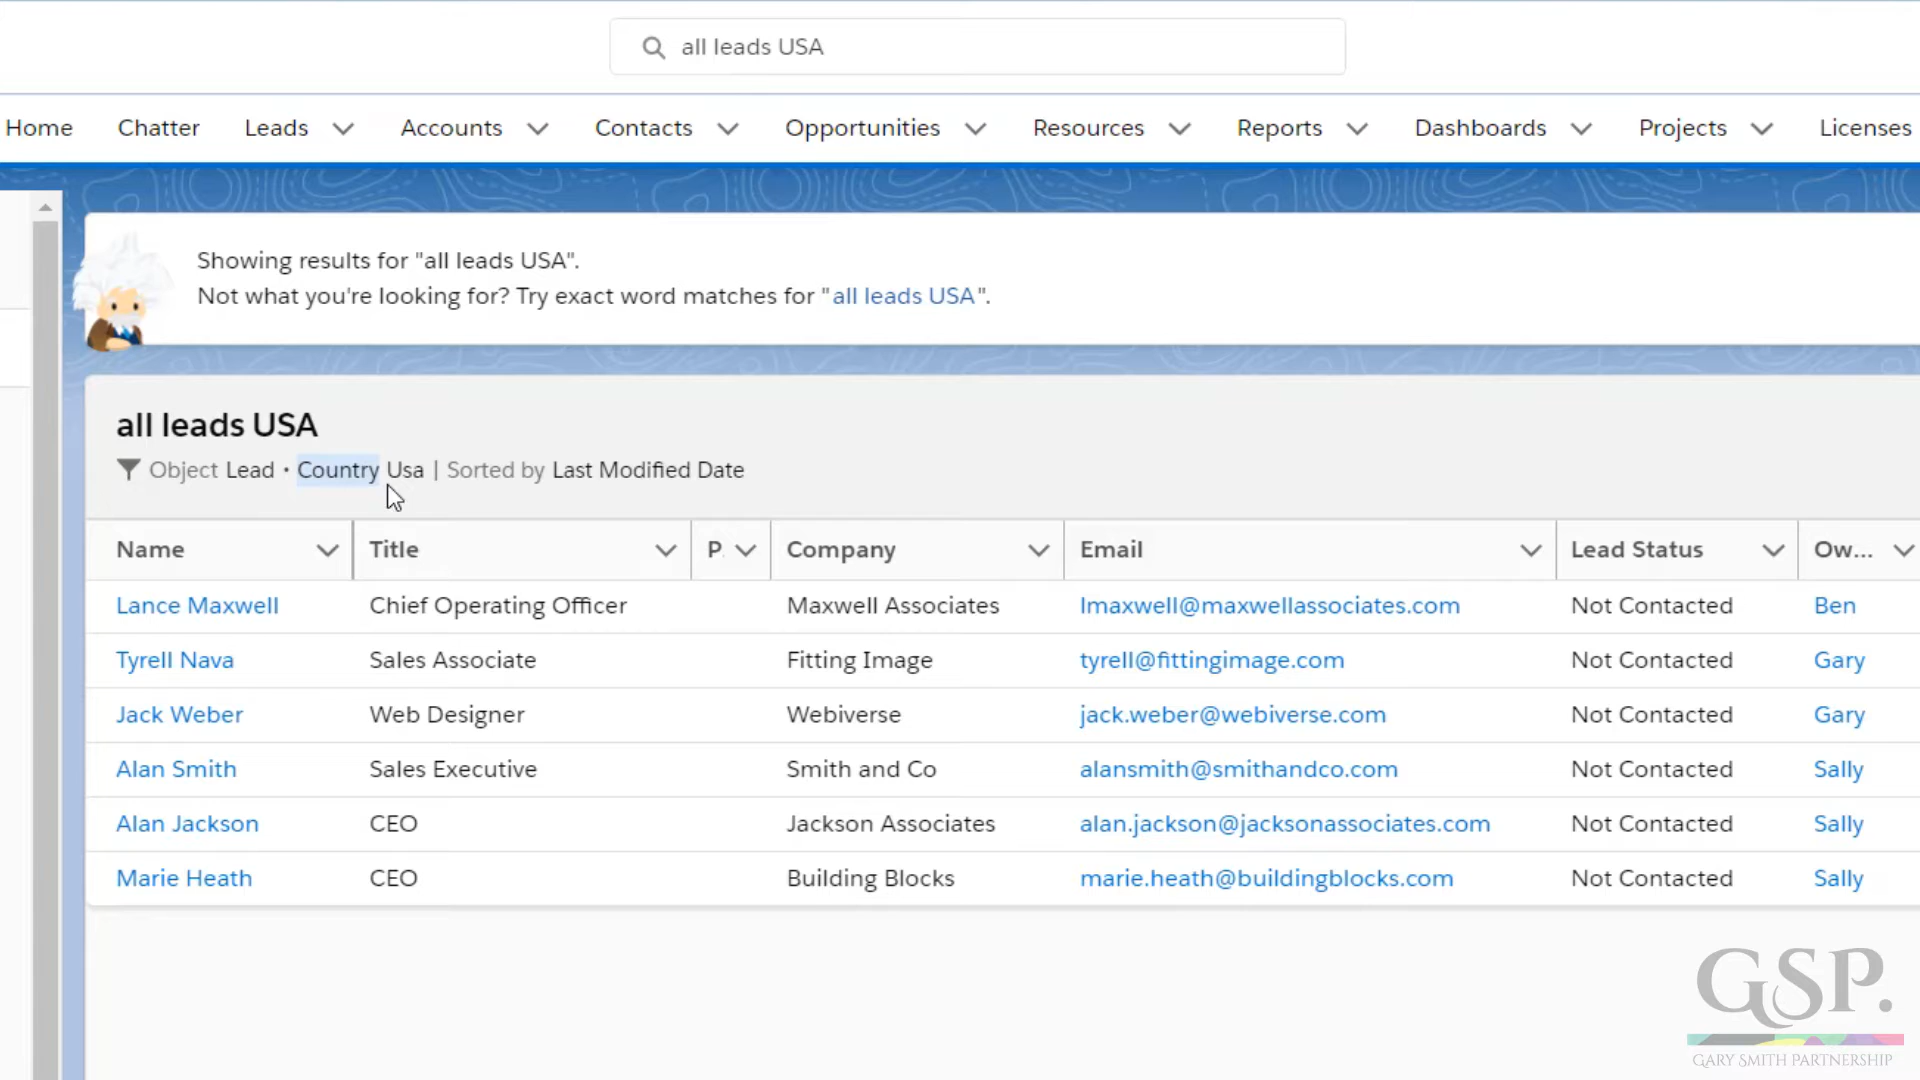 all leads USA
Home Chatter Leads Accounts Contacts Opportunities Resources Reports Dashboards Projects Licenses
Showing results for "all leads USA".
Not what you're looking for? Try exact word matches for "all leads USA".
all leads USA
Object Lead • Country Usa | Sorted by Last Modified Date
Name Title P. Company Email Lead Status Ow...
Lance Maxwell Chief Operating Officer Maxwell Associates lmaxwell@maxwellassociates.com Not Contacted Ben
Tyrell Nava Sales Associate Fitting Image tyrell@fittingimage.com Not Contacted Gary
Jack Weber Web Designer Webiverse jack.weber@webiverse.com Not Contacted Gary
Alan Smith Sales Executive Smith and Co alansmith@smithandco.com Not Contacted Sally
Alan Jackson CEO Jackson Associates alan.jackson@jacksonassociates.com Not Contacted Sally
Marie Heath CEO Building Blocks marie.heath@buildingblocks.com Not Contacted Sally
GSP.
GARY SMITH PARTNERSHIP